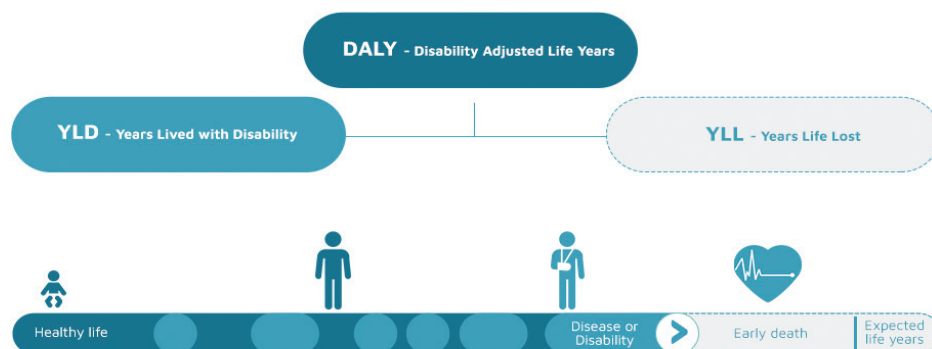 DALY - Disability Adjusted Life Years
YLD - Years Lived with Disability
YLL - Years Life Lost
Healthy life
Disease or
Disability
Early death
Expected
life years